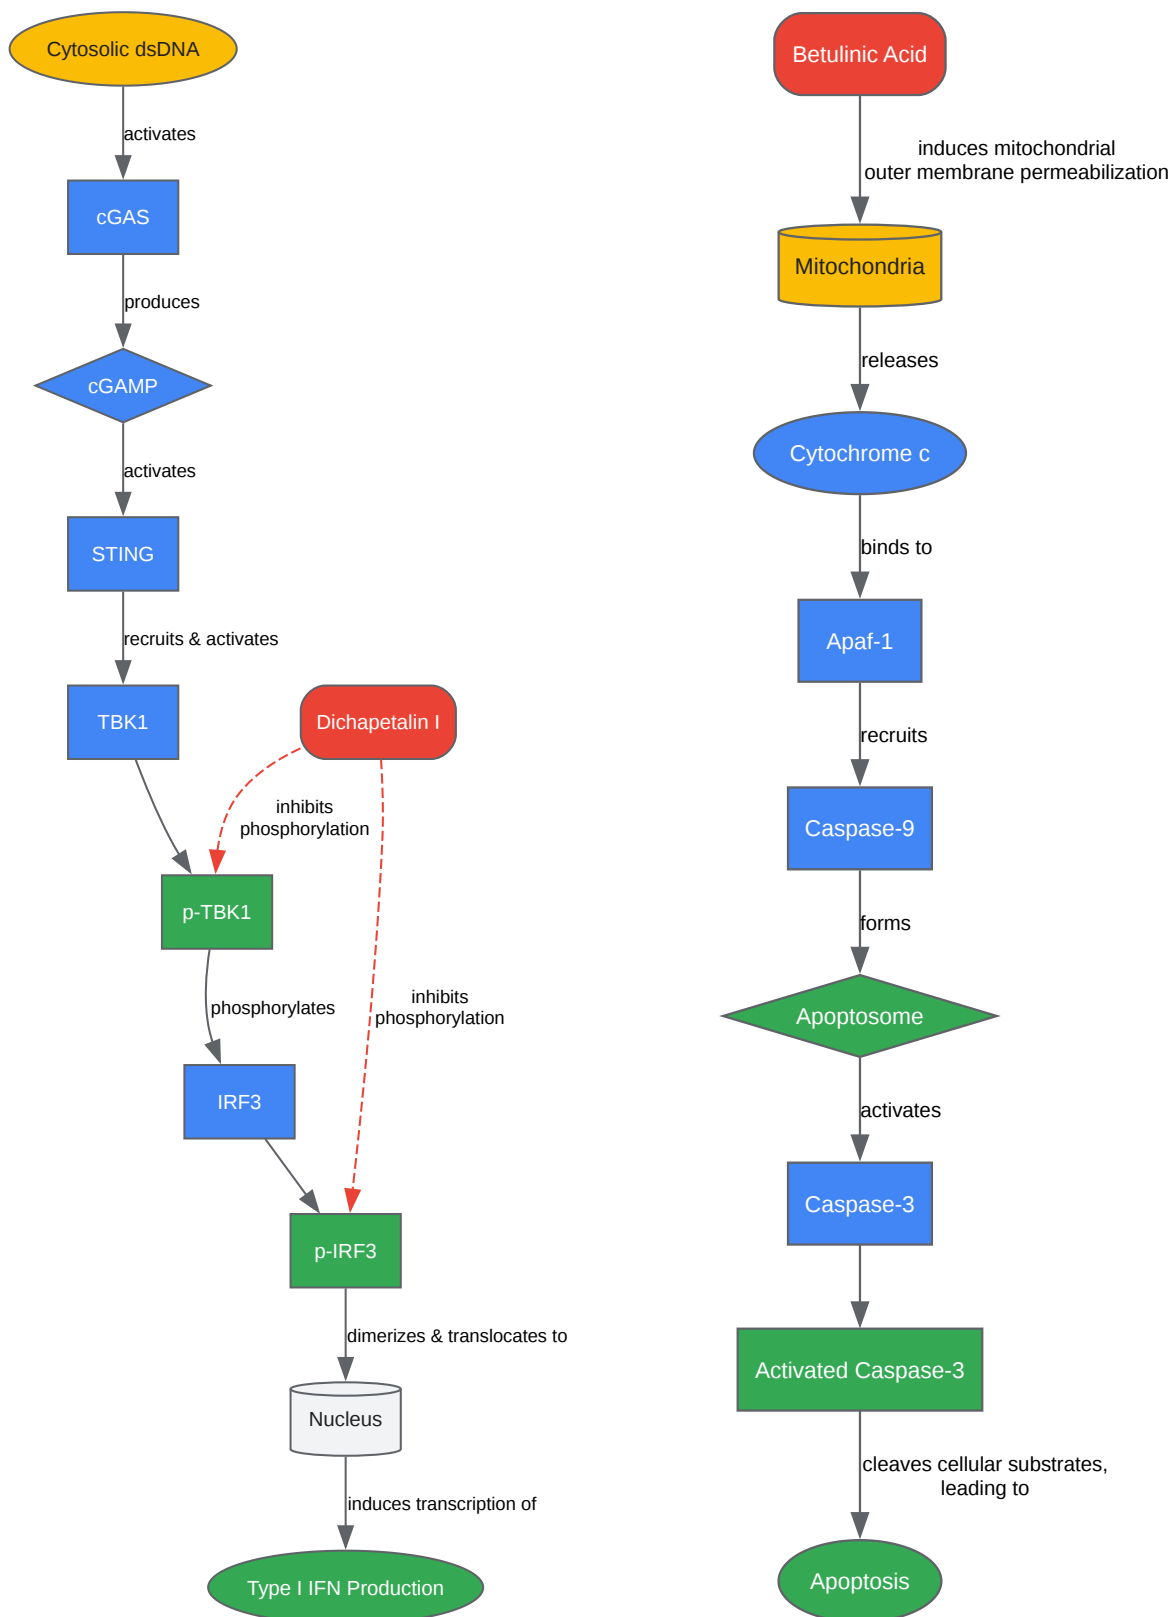 Cytosolic dsDNA
activates
cGAS
produces
cGAMP
activates
STING
recruits & activates
TBK1
Dichapetalin I
inhibits
phosphorylation
p-TBK1
phosphorylates
inhibits
phosphorylation
IRF3
p-IRF3
dimerizes & translocates to
Nucleus
induces transcription of
Type I IFN Production
Betulinic Acid
induces mitochondrial
outer membrane permeabilization
Mitochondria
releases
Cytochrome c
binds to
Apaf-1
recruits
Caspase-9
forms
Apoptosome
activates
Caspase-3
Activated Caspase-3
cleaves cellular substrates,
leading to
Apoptosis